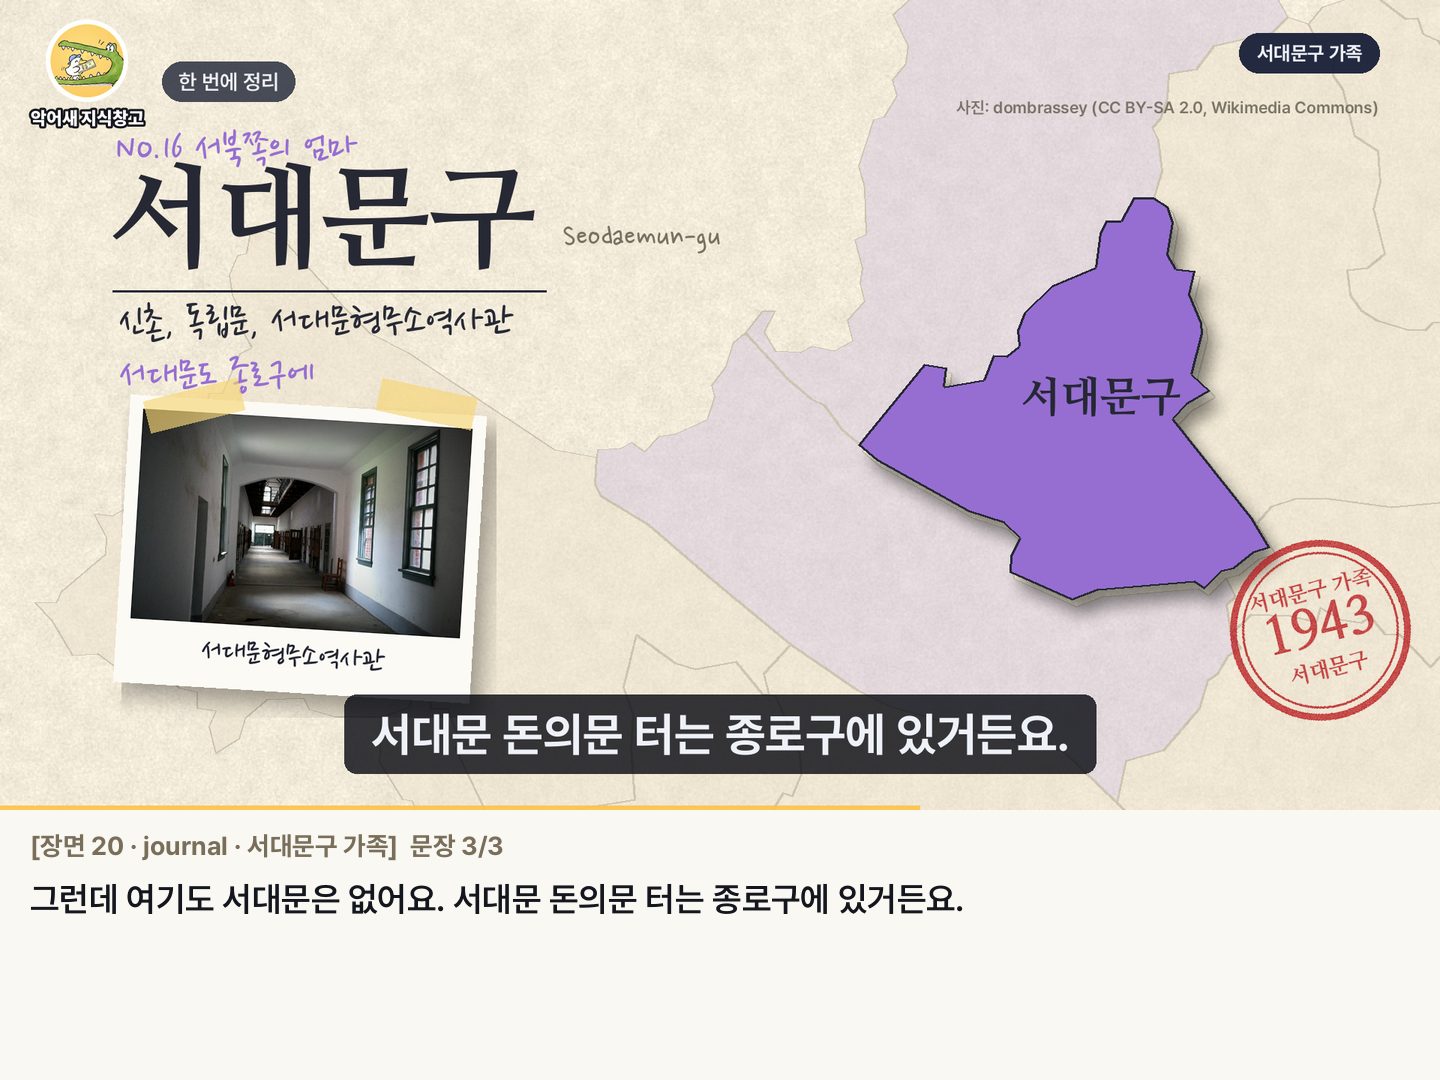 악어새 지식창고
한 번에 정리
서대문구 가족
사진: dombrassey (CC BY-SA 2.0, Wikimedia Commons)
NO.16 서북쪽의 엄마
서대문구
Seodaemun-gu
신촌, 독립문, 서대문형무소역사관
서대문도 종로구에
서대문구
서대문형무소역사관
서대문구 가족
1943
서대문구
서대문 돈의문 터는 종로구에 있거든요.
[장면 20 · journal · 서대문구 가족] 문장 3/3
그런데 여기도 서대문은 없어요. 서대문 돈의문 터는 종로구에 있거든요.